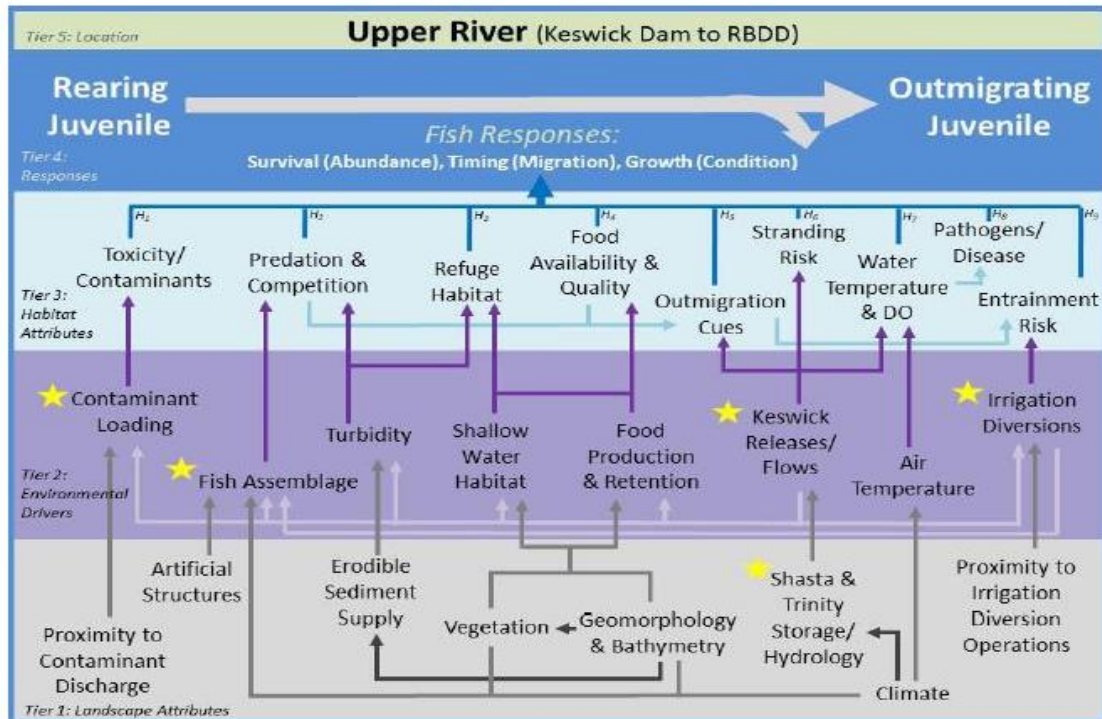 Tier 5: Location
Upper River (Keswick Dam to RBDD)
Rearing
Juvenile
Outmigrating
Juvenile
Fish Responses:
Survival (Abundance), Timing (Migration), Growth (Condition)
Tier 4:
Responses
H1
H2
H3
H4
H5
H6
H7
H8
H9
Toxicity/
Contaminants
Predation &
Competition
Refuge
Habitat
Food
Availability &
Quality
Outmigration
Cues
Stranding
Risk
Water
Temperature
& DO
Pathogens/
Disease
Entrainment
Risk
Tier 3:
Habitat
Attributes
Contaminant
Loading
Fish Assemblage
Turbidity
Shallow
Water
Habitat
Food
Production
& Retention
Keswick
Releases/
Flows
Air
Temperature
Irrigation
Diversions
Tier 2:
Environmental
Drivers
Proximity to
Contaminant
Discharge
Artificial
Structures
Erodible
Sediment
Supply
Vegetation
Geomorphology
& Bathymetry
Shasta &
Trinity
Storage/
Hydrology
Climate
Proximity to
Irrigation
Diversion
Operations
Tier 1: Landscape Attributes